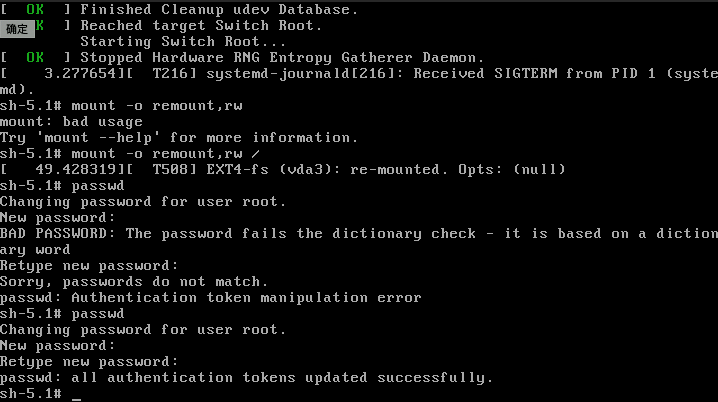 [  OK  ] Finished Cleanup udev Database.
确定 K  ] Reached target Switch Root.
Starting Switch Root...
[  OK  ] Stopped Hardware RNG Entropy Gatherer Daemon.
[    3.277654][  T216] systemd-journald[216]: Received SIGTERM from PID 1 (syste
md).
sh-5.1# mount -o remount,rw
mount: bad usage
Try 'mount --help' for more information.
sh-5.1# mount -o remount,rw /
[   49.428319][  T508] EXT4-fs (vda3): re-mounted. Opts: (null)
sh-5.1# passwd
Changing password for user root.
New password:
BAD PASSWORD: The password fails the dictionary check - it is based on a diction
ary word
Retype new password:
Sorry, passwords do not match.
passwd: Authentication token manipulation error
sh-5.1# passwd
Changing password for user root.
New password:
Retype new password:
passwd: all authentication tokens updated successfully.
sh-5.1# _